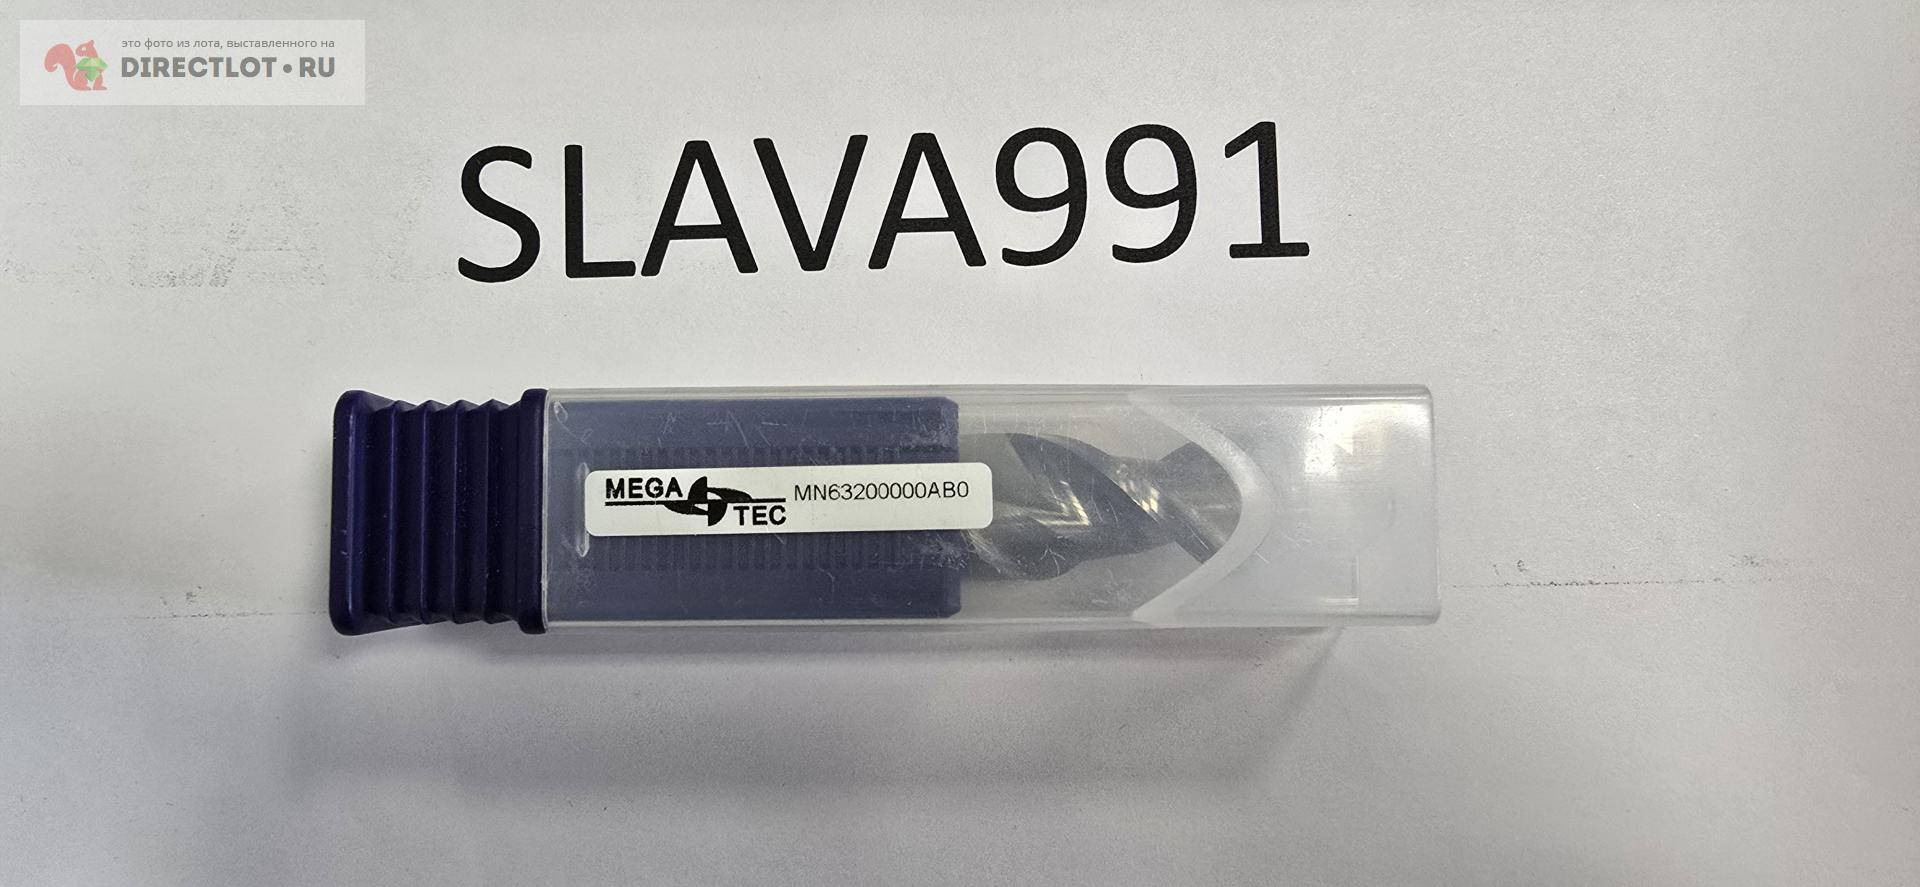 это фото из лота, выставленного на
DIRECTLOT•RU
SLAVA991
MEGA
TEC
MN63200000AB0